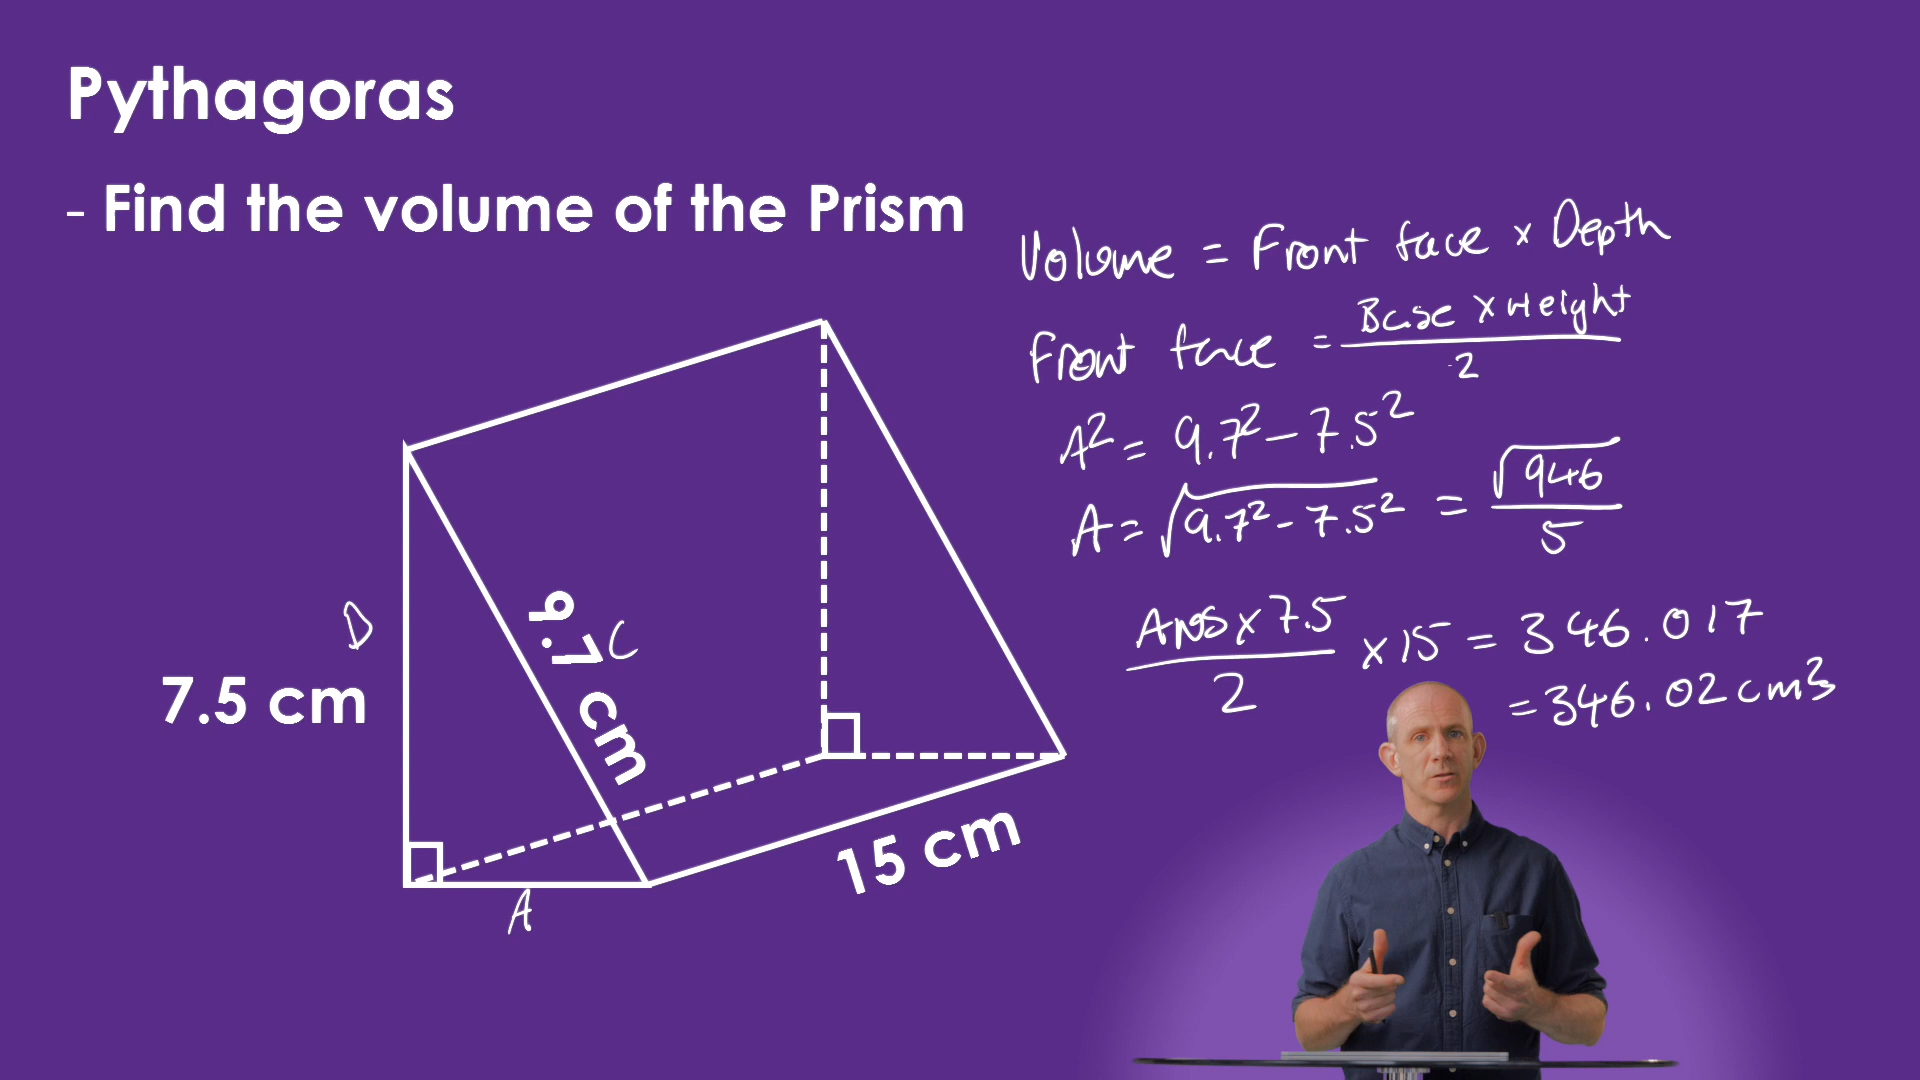 Pythagoras
- Find the volume of the Prism
Volume = Front face × Depth
Front face = Base × Height / 2
A² = 9.7² - 7.5²
A = √9.7² - 7.5² = √946 / 5
Ans × 7.5 / 2 × 15 = 346.017
= 346.02 cm³
D
7.5 cm
C
9.7 cm
A
15 cm